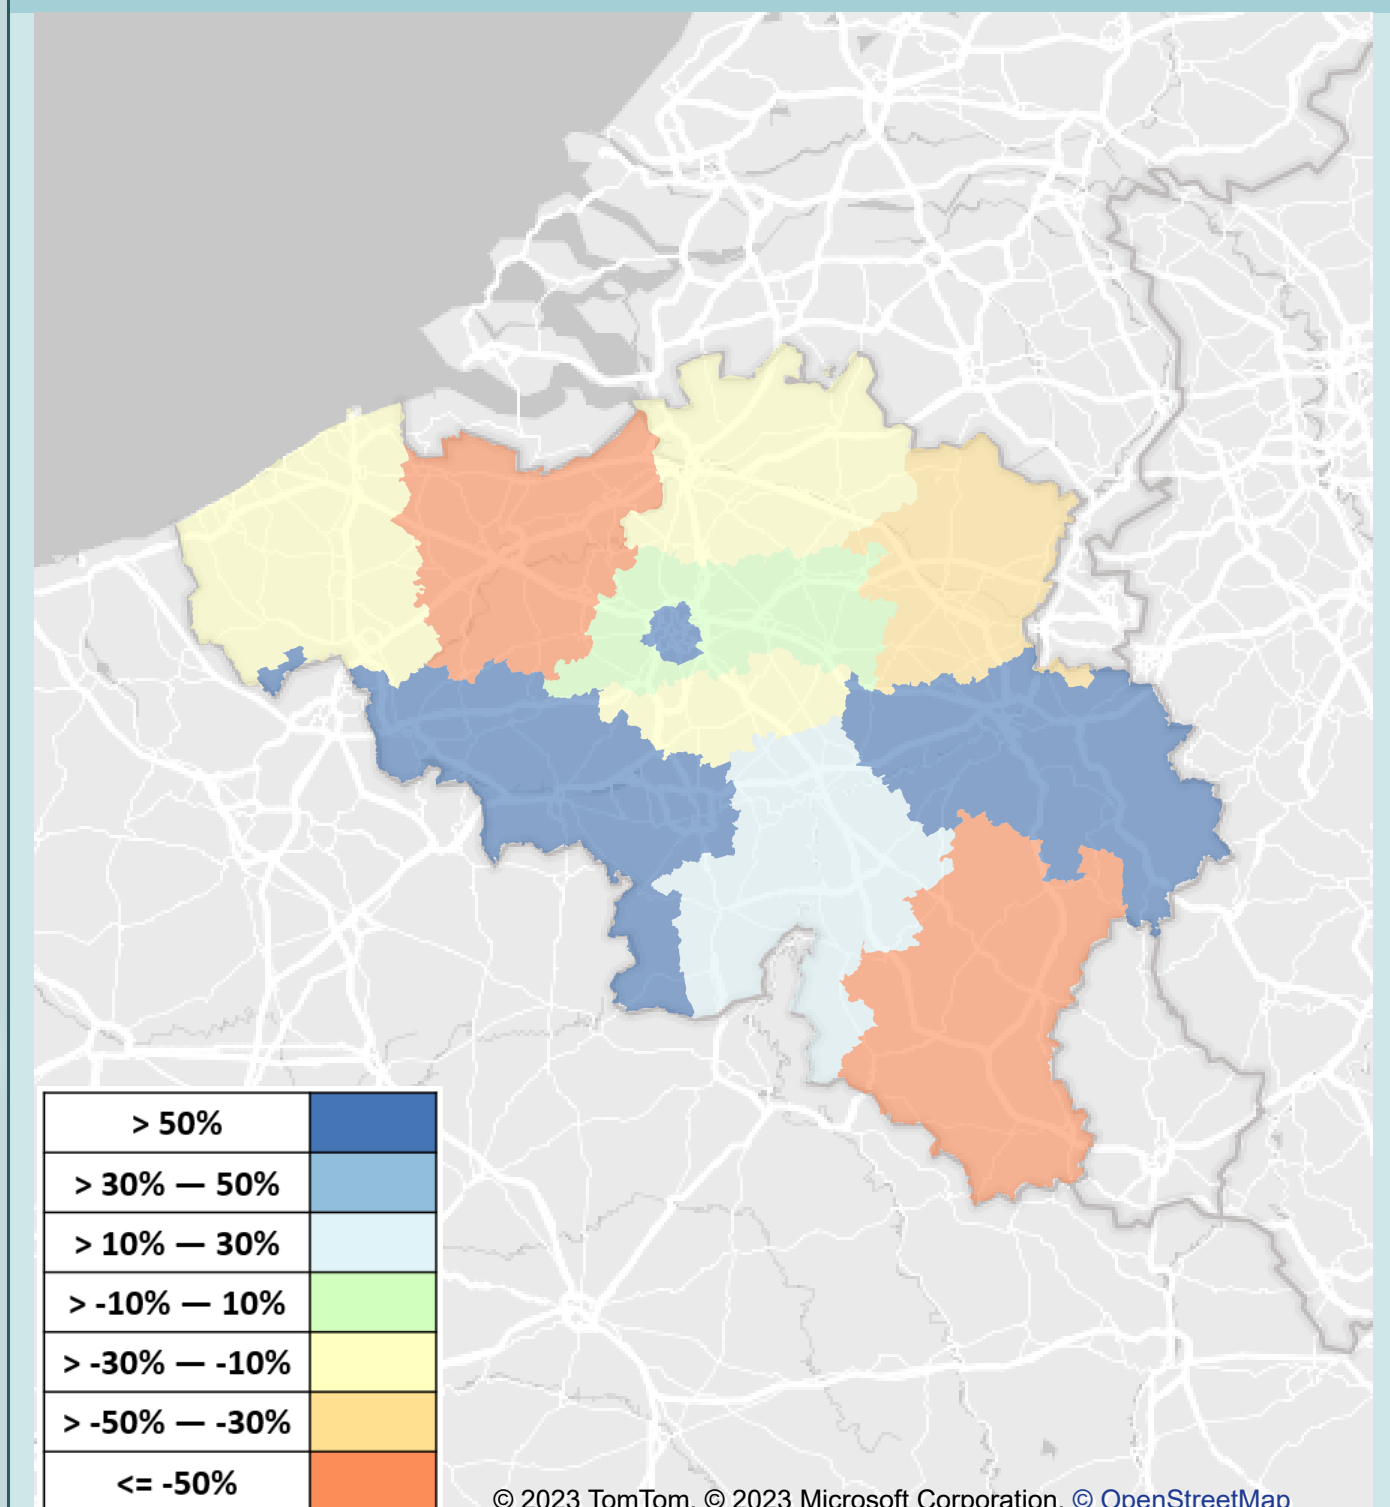 > 50%
> 30% — 50%
> 10% — 30%
> -10% — 10%
> -30% — -10%
> -50% — -30%
<= -50%
© 2023 TomTom, © 2023 Microsoft Corporation, © OpenStreetMap